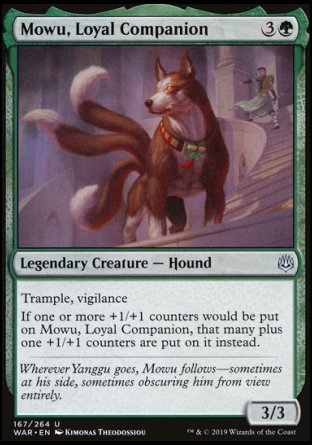 Mowu, Loyal Companion 3
Legendary Creature — Hound
Trample, vigilance
If one or more +1/+1 counters would be put
on Mowu, Loyal Companion, that many plus
one +1/+1 counters are put on it instead.
Wherever Yanggu goes, Mowu follows—sometimes
at his side, sometimes obscuring him from view
entirely.
3/3
167/264 U
WAR • EN KIMONAS THEODOSSIOU
™ & © 2019 Wizards of the Coast